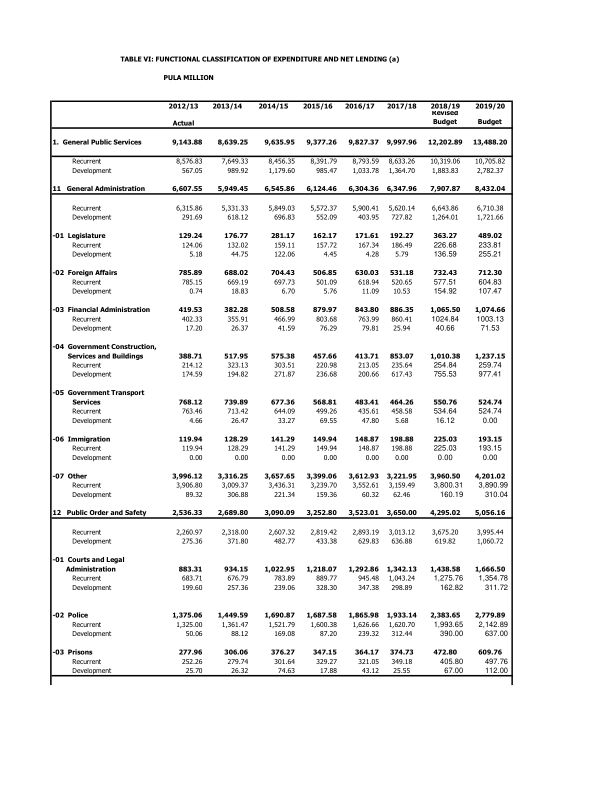 TABLE VI: FUNCTIONAL CLASSIFICATION OF EXPENDITURE AND NET LENDING (a)
PULA MILLION
2012/13 2013/14 2014/15 2015/16 2016/17 2017/18 2018/19 2019/20
Revised
Actual Budget Budget
1. General Public Services 9,143.88 8,639.25 9,635.95 9,377.26 9,827.37 9,997.96 12,202.89 13,488.20
Recurrent 8,576.83 7,649.33 8,456.35 8,391.79 8,793.59 8,633.26 10,319.06 10,705.82
Development 567.05 989.92 1,179.60 985.47 1,033.78 1,364.70 1,883.83 2,782.37
11 General Administration 6,607.55 5,949.45 6,545.86 6,124.46 6,304.36 6,347.96 7,907.87 8,432.04
Recurrent 6,315.86 5,331.33 5,849.03 5,572.37 5,900.41 5,620.14 6,643.86 6,710.38
Development 291.69 618.12 696.83 552.09 403.95 727.82 1,264.01 1,721.66
-01 Legislature 129.24 176.77 281.17 162.17 171.61 192.27 363.27 489.02
Recurrent 124.06 132.02 159.11 157.72 167.34 186.49 226.68 233.81
Development 5.18 44.75 122.06 4.45 4.28 5.79 136.59 255.21
-02 Foreign Affairs 785.89 688.02 704.43 506.85 630.03 531.18 732.43 712.30
Recurrent 785.15 669.19 697.73 501.09 618.94 520.65 577.51 604.83
Development 0.74 18.83 6.70 5.76 11.09 10.53 154.92 107.47
-03 Financial Administration 419.53 382.28 508.58 879.97 843.80 886.35 1,065.50 1,074.66
Recurrent 402.33 355.91 466.99 803.68 763.99 860.41 1024.84 1003.13
Development 17.20 26.37 41.59 76.29 79.81 25.94 40.66 71.53
-04 Government Construction,
Services and Buildings 388.71 517.95 575.38 457.66 413.71 853.07 1,010.38 1,237.15
Recurrent 214.12 323.13 303.51 220.98 213.05 235.64 254.84 259.74
Development 174.59 194.82 271.87 236.68 200.66 617.43 755.53 977.41
-05 Government Transport
Services 768.12 739.89 677.36 568.81 483.41 464.26 550.76 524.74
Recurrent 763.46 713.42 644.09 499.26 435.61 458.58 534.64 524.74
Development 4.66 26.47 33.27 69.55 47.80 5.68 16.12 0.00
-06 Immigration 119.94 128.29 141.29 149.94 148.87 198.88 225.03 193.15
Recurrent 119.94 128.29 141.29 149.94 148.87 198.88 225.03 193.15
Development 0.00 0.00 0.00 0.00 0.00 0.00 0.00 0.00
-07 Other 3,996.12 3,316.25 3,657.65 3,399.06 3,612.93 3,221.95 3,960.50 4,201.02
Recurrent 3,906.80 3,009.37 3,436.31 3,239.70 3,552.61 3,159.49 3,800.31 3,890.99
Development 89.32 306.88 221.34 159.36 60.32 62.46 160.19 310.04
12 Public Order and Safety 2,536.33 2,689.80 3,090.09 3,252.80 3,523.01 3,650.00 4,295.02 5,056.16
Recurrent 2,260.97 2,318.00 2,607.32 2,819.42 2,893.19 3,013.12 3,675.20 3,995.44
Development 275.36 371.80 482.77 433.38 629.83 636.88 619.82 1,060.72
-01 Courts and Legal
Administration 883.31 934.15 1,022.95 1,218.07 1,292.86 1,342.13 1,438.58 1,666.50
Recurrent 683.71 676.79 783.89 889.77 945.48 1,043.24 1,275.76 1,354.78
Development 199.60 257.36 239.06 328.30 347.38 298.89 162.82 311.72
-02 Police 1,375.06 1,449.59 1,690.87 1,687.58 1,865.98 1,933.14 2,383.65 2,779.89
Recurrent 1,325.00 1,361.47 1,521.79 1,600.38 1,626.66 1,620.70 1,993.65 2,142.89
Development 50.06 88.12 169.08 87.20 239.32 312.44 390.00 637.00
-03 Prisons 277.96 306.06 376.27 347.15 364.17 374.73 472.80 609.76
Recurrent 252.26 279.74 301.64 329.27 321.05 349.18 405.80 497.76
Development 25.70 26.32 74.63 17.88 43.12 25.55 67.00 112.00